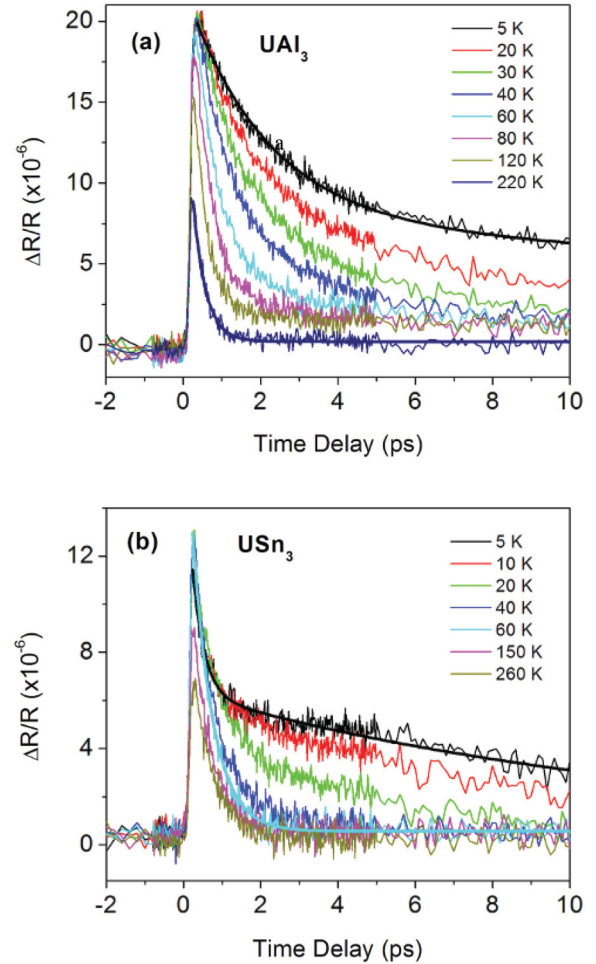 (a)
UAl3
20
15
10
5
0
ΔR/R (x10-6)
5 K
20 K
30 K
40 K
60 K
80 K
120 K
220 K
a
-2 0 2 4 6 8 10
Time Delay (ps)
(b)
USn3
12
8
4
0
ΔR/R (x10-6)
5 K
10 K
20 K
40 K
60 K
150 K
260 K
-2 0 2 4 6 8 10
Time Delay (ps)